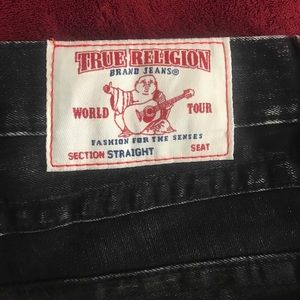 TRUE RELIGION
BRAND JEANS®
WORLD TOUR
FASHION FOR THE SENSES
SECTION STRAIGHT SEAT